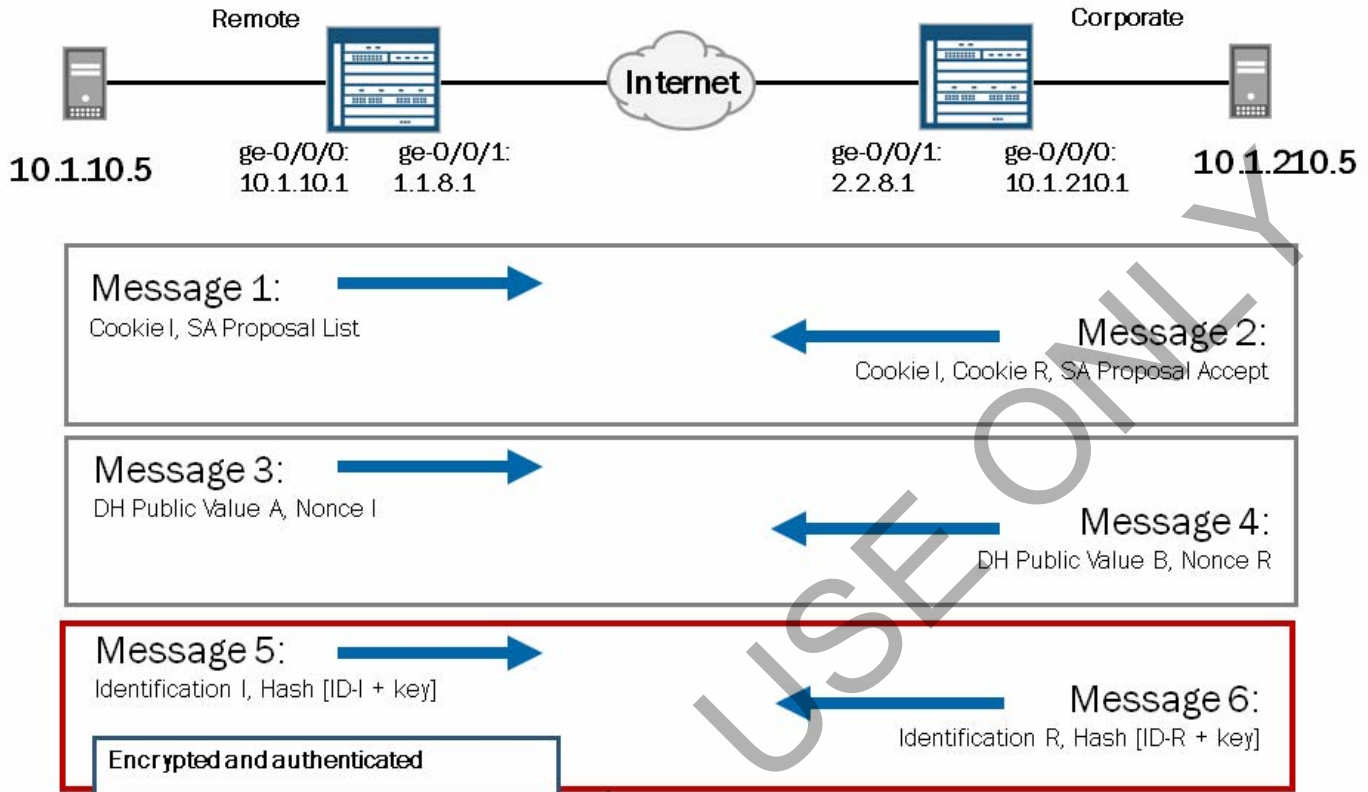 Remote
Corporate
Internet
10.1.10.5
ge-0/0/0:
10.1.10.1
ge-0/0/1:
1.1.8.1
ge-0/0/1:
2.2.8.1
ge-0/0/0:
10.1.210.1
10.1.210.5
Message 1:
Cookie I, SA Proposal List
Message 2:
Cookie I, Cookie R, SA Proposal Accept
Message 3:
DH Public Value A, Nonce I
Message 4:
DH Public Value B, Nonce R
Message 5:
Identification I, Hash [ID-I + key]
Message 6:
Identification R, Hash [ID-R + key]
Encrypted and authenticated
USE ONLY